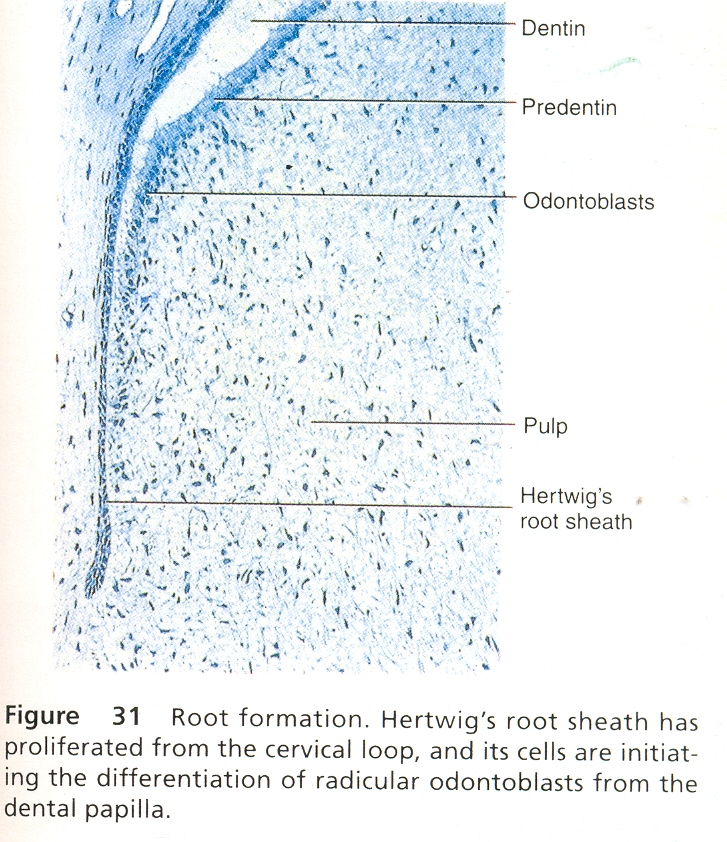 Dentin
Predentin
Odontoblasts
Pulp
Hertwig's
root sheath
Figure 31 Root formation. Hertwig's root sheath has
proliferated from the cervical loop, and its cells are initiat-
ing the differentiation of radicular odontoblasts from the
dental papilla.